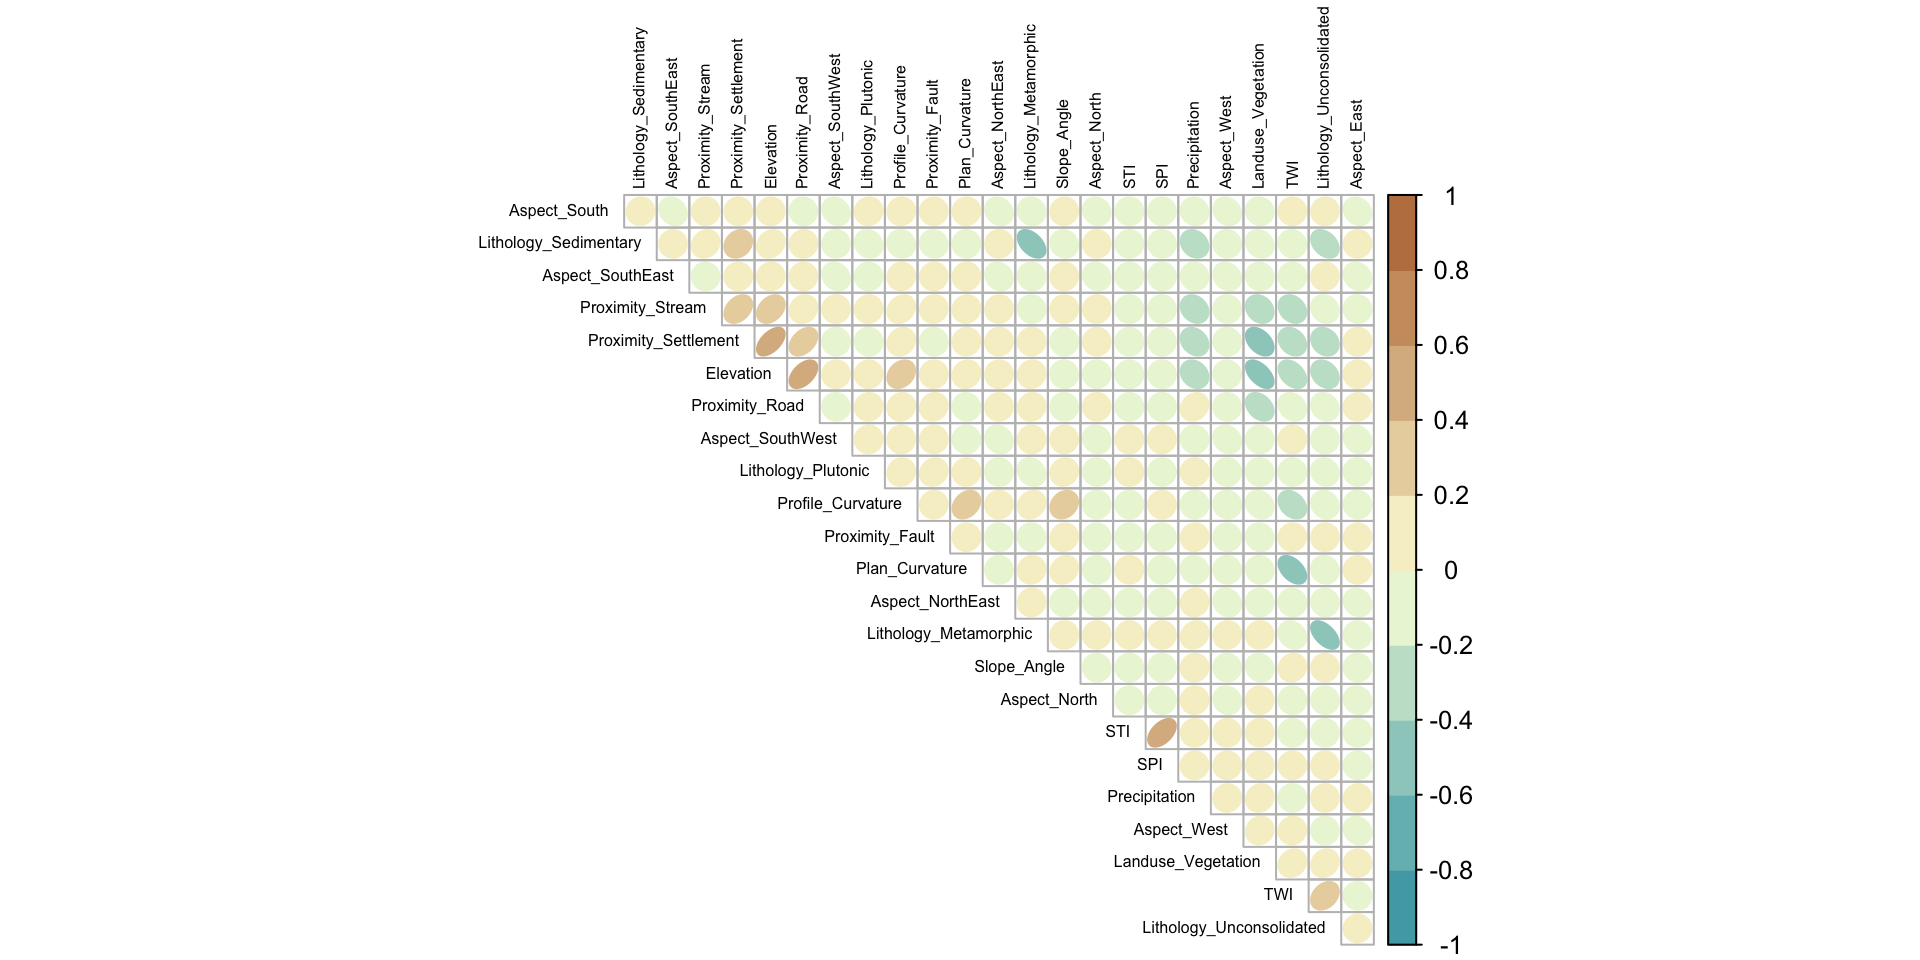 Lithology_Sedimentary
Aspect_SouthEast
Proximity_Stream
Proximity_Settlement
Elevation
Proximity_Road
Aspect_SouthWest
Lithology_Plutonic
Profile_Curvature
Proximity_Fault
Plan_Curvature
Aspect_NorthEast
Lithology_Metamorphic
Slope_Angle
Aspect_North
STI
SPI
Precipitation
Aspect_West
Landuse_Vegetation
TWI
Lithology_Unconsolidated
Aspect_East
Aspect_South
Lithology_Sedimentary
Aspect_SouthEast
Proximity_Stream
Proximity_Settlement
Elevation
Proximity_Road
Aspect_SouthWest
Lithology_Plutonic
Profile_Curvature
Proximity_Fault
Plan_Curvature
Aspect_NorthEast
Lithology_Metamorphic
Slope_Angle
Aspect_North
STI
SPI
Precipitation
Aspect_West
Landuse_Vegetation
TWI
Lithology_Unconsolidated
1
0.8
0.6
0.4
0.2
0
-0.2
-0.4
-0.6
-0.8
-1